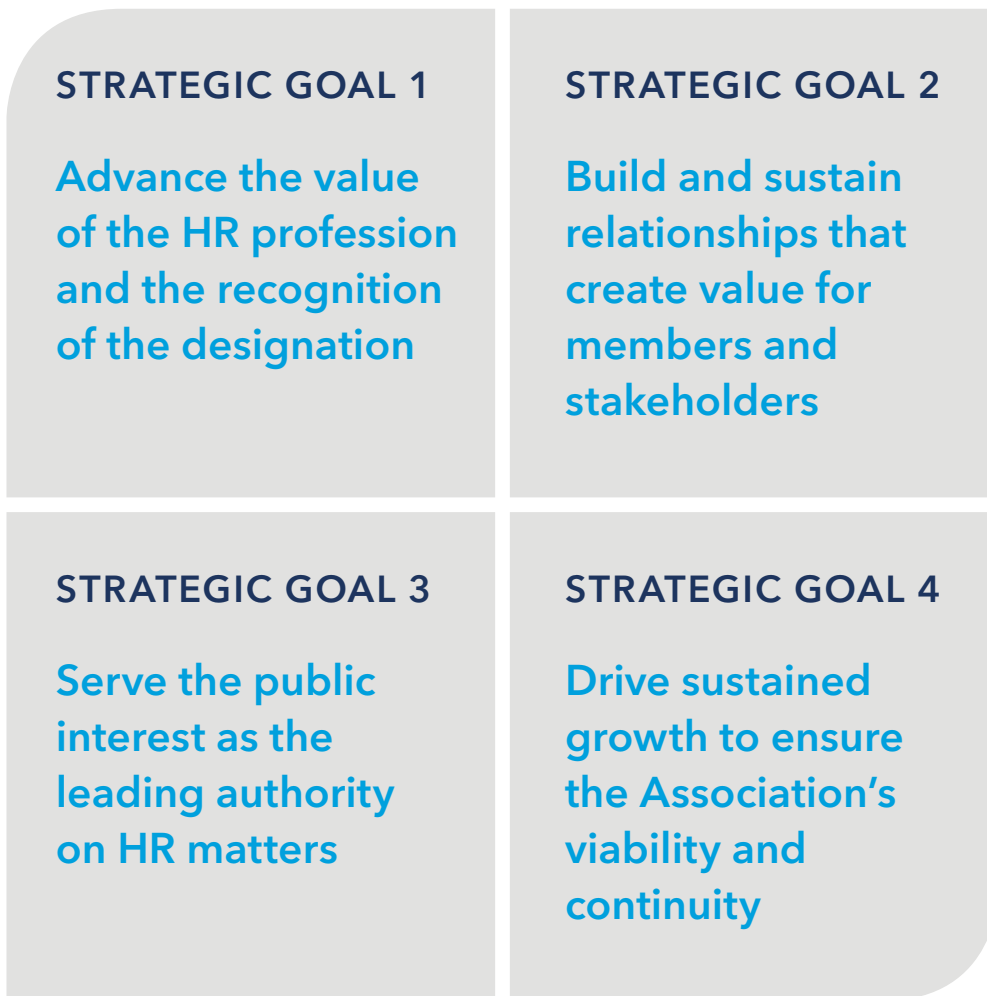 STRATEGIC GOAL 1
Advance the value
of the HR profession
and the recognition
of the designation
STRATEGIC GOAL 2
Build and sustain
relationships that
create value for
members and
stakeholders
STRATEGIC GOAL 3
Serve the public
interest as the
leading authority
on HR matters
STRATEGIC GOAL 4
Drive sustained
growth to ensure
the Association’s
viability and
continuity